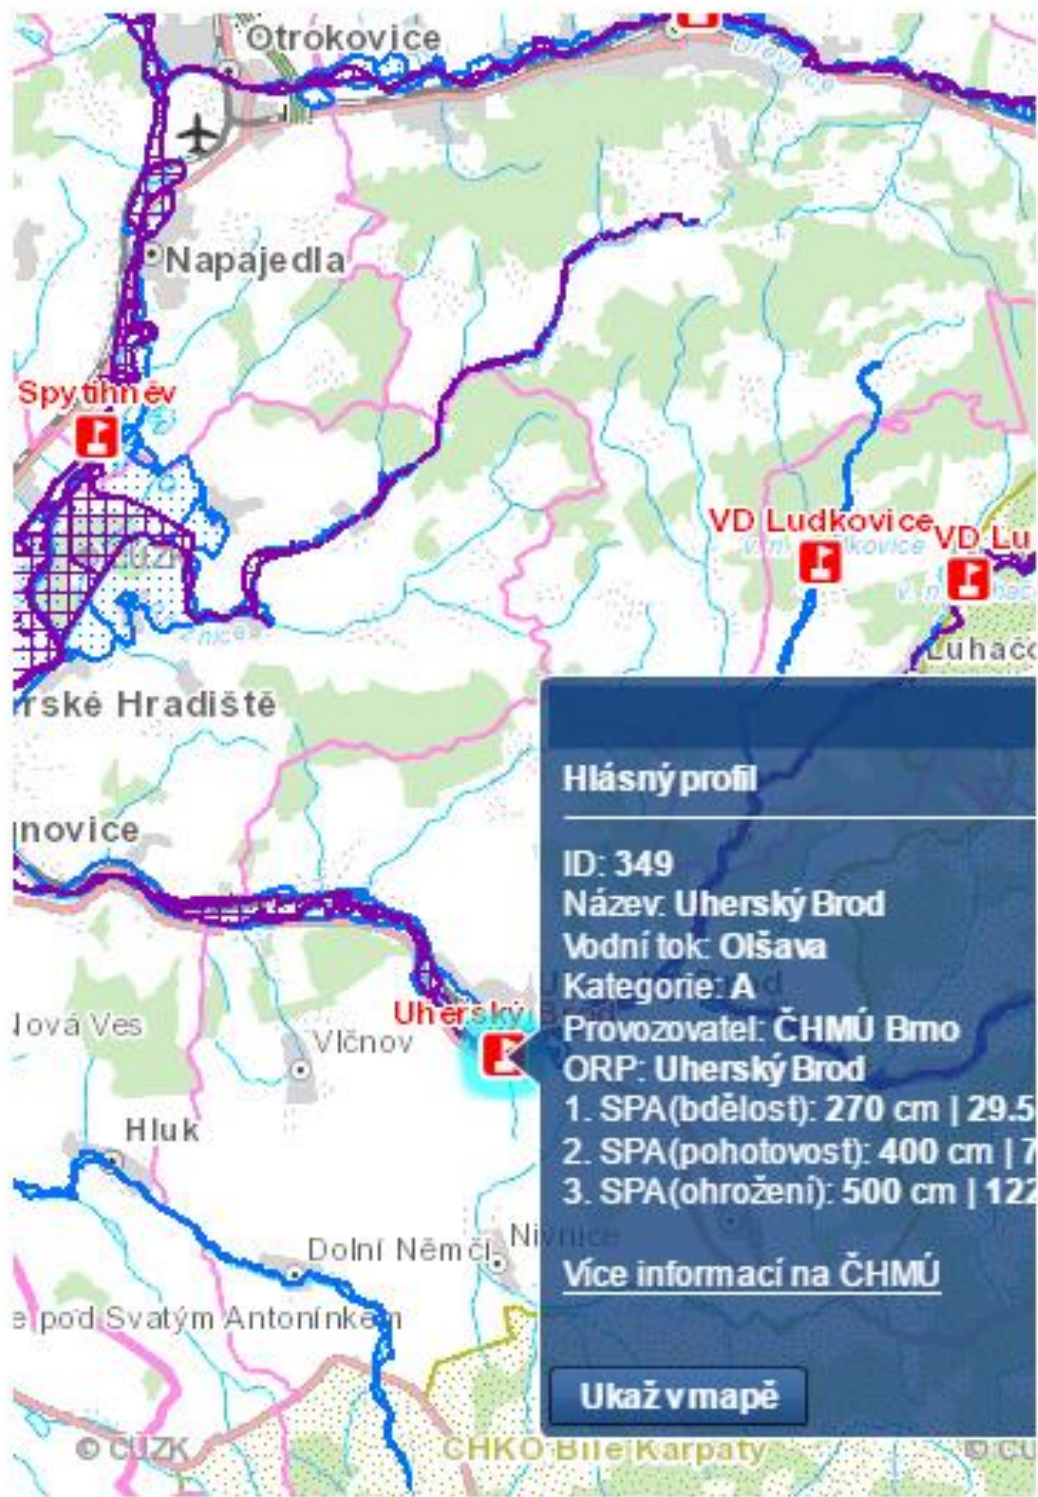 Otrokovice
Dřevnice
Napajedla
Spytihněv
VD Ludkovice
VD Lu
© ČÚZK
Luhačo
rské Hradiště
novice
Hlásný profil
ID: 349
Název: Uherský Brod
Vodní tok: Olšava
Kategorie: A
Provozovatel: ČHMÚ Brno
ORP: Uherský Brod
1. SPA(bdělost): 270 cm | 29.5
2. SPA(pohotovost): 400 cm | 7
3. SPA(ohrožení): 500 cm | 122
Více informací na ČHMÚ
Ukaž v mapě
Uherský Brod
Nová Ves
Vlčnov
Hluk
Dolní Němčí
Nivnice
e pod Svatým Antonínkem
© ČÚZK
CHKO Bílé Karpaty
© ČÚ